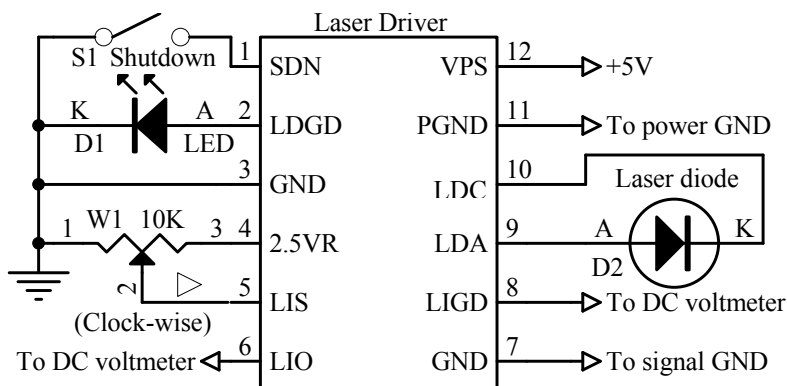 Laser Driver
S1 Shutdown
1
SDN
VPS
12
+5V
K
A
2
LDGD
PGND
11
To power GND
D1
LED
3
GND
LDC
10
Laser diode
1
W1
10K
3
4
2.5VR
LDA
9
A
K
D2
2
5
LIS
LIGD
8
To DC voltmeter
(Clock-wise)
To DC voltmeter
6
LIO
GND
7
To signal GND